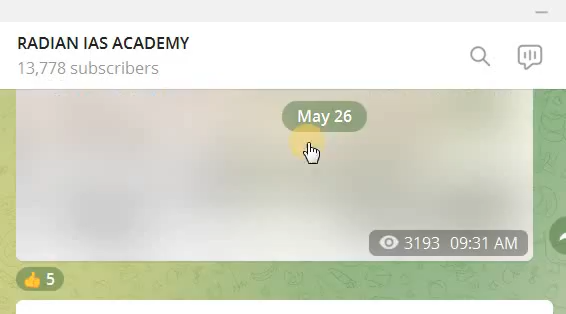 RADIAN IAS ACADEMY
13,778 subscribers
May 26
3193 09:31 AM
👍 5